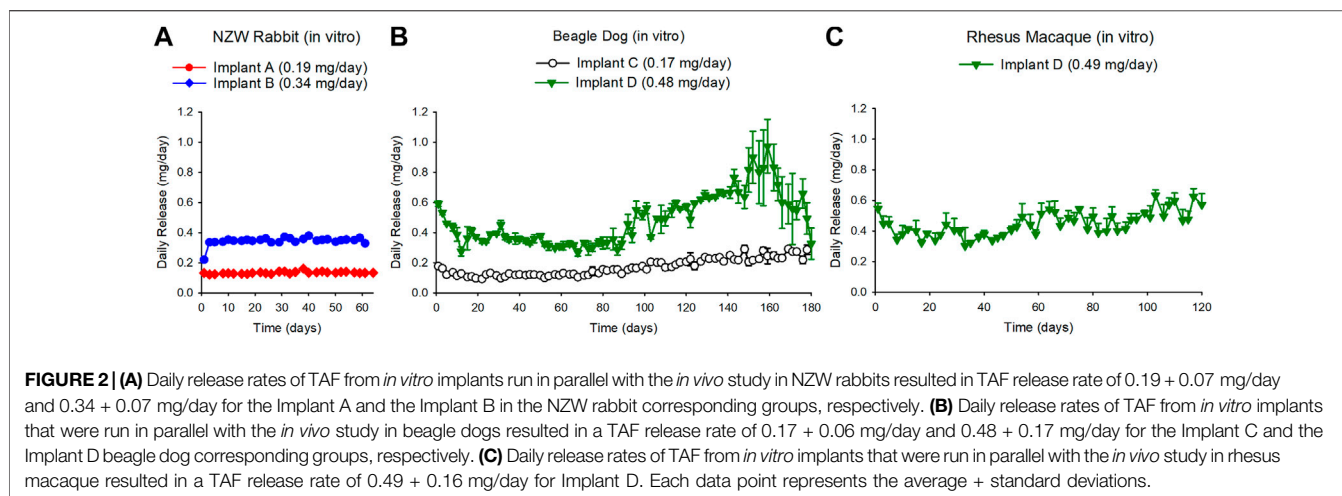 A
NZW Rabbit (in vitro)
Implant A (0.19 mg/day)
Implant B (0.34 mg/day)
Daily Release (mg/day)
1.2
1.0
0.8
0.6
0.4
0.2
0.0
0 10 20 30 40 50 60
Time (days)
B
Beagle Dog (in vitro)
Implant C (0.17 mg/day)
Implant D (0.48 mg/day)
Daily Release (mg/day)
1.2
1.0
0.8
0.6
0.4
0.2
0.0
0 20 40 60 80 100 120 140 160 180
Time (days)
C
Rhesus Macaque (in vitro)
Implant D (0.49 mg/day)
Daily Release (mg/day)
1.2
1.0
0.8
0.6
0.4
0.2
0.0
0 20 40 60 80 100 120
Time (days)
FIGURE 2 | (A) Daily release rates of TAF from in vitro implants run in parallel with the in vivo study in NZW rabbits resulted in TAF release rate of 0.19 + 0.07 mg/day
and 0.34 + 0.07 mg/day for the Implant A and the Implant B in the NZW rabbit corresponding groups, respectively. (B) Daily release rates of TAF from in vitro implants
that were run in parallel with the in vivo study in beagle dogs resulted in a TAF release rate of 0.17 + 0.06 mg/day and 0.48 + 0.17 mg/day for the Implant C and the
Implant D beagle dog corresponding groups, respectively. (C) Daily release rates of TAF from in vitro implants that were run in parallel with the in vivo study in rhesus
macaque resulted in a TAF release rate of 0.49 + 0.16 mg/day for Implant D. Each data point represents the average + standard deviations.